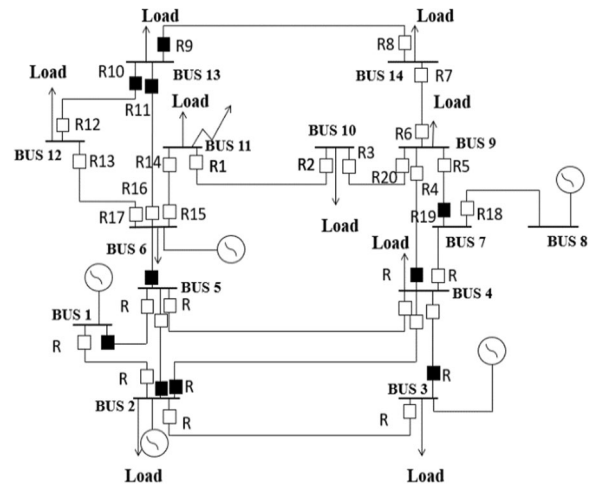 Load
Load
R9
R8
R10
BUS 13
BUS 14
R7
Load
R11
Load
Load
R12
R6
BUS 12
R13
R14
BUS 11
R1
BUS 10
R2
R3
BUS 9
R20
R5
R4
R16
R17
R15
Load
R19
R18
BUS 6
Load
BUS 7
BUS 8
R
R
BUS 5
BUS 4
R
R
BUS 1
R
R
R
BUS 3
R
BUS 2
R
R
Load
Load